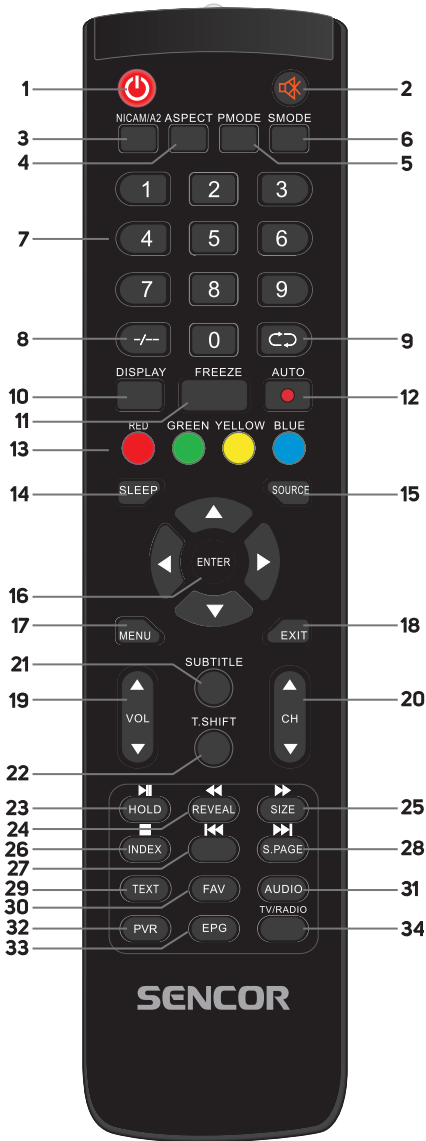 1 2
NICAM/A2 ASPECT PMODE SMODE
3 6
4 5
1 2 3
7 4 5 6
7 8 9
8 -/-- 0 9
DISPLAY FREEZE AUTO
10 12
11
RED GREEN YELLOW BLUE
13
14 SLEEP SOURCE 15
ENTER
16
17 MENU EXIT 18
21 SUBTITLE
19 VOL CH 20
T.SHIFT
22
23 HOLD REVEAL SIZE 25
24
26 INDEX S.PAGE 28
27
29 TEXT FAV AUDIO 31
30 TV/RADIO
32 PVR EPG 34
33
SENCOR